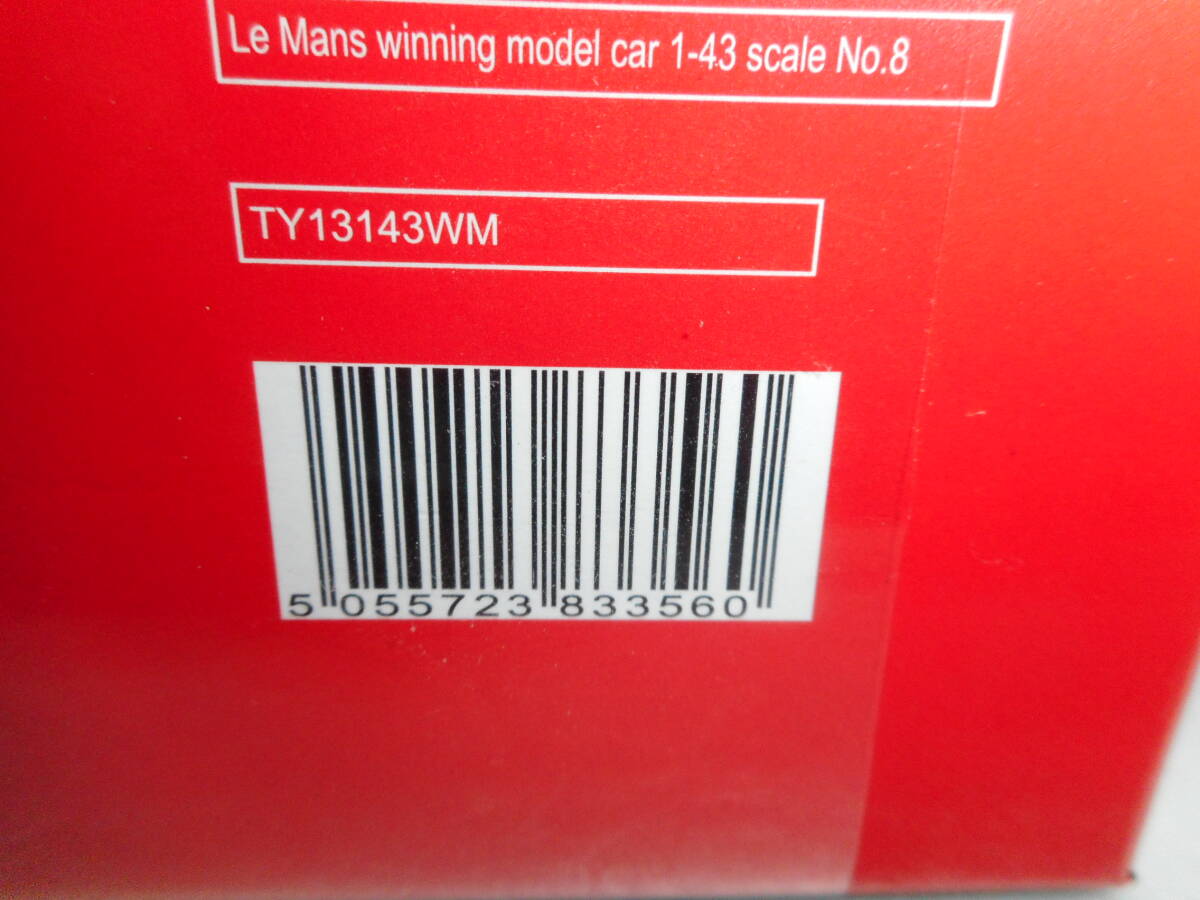 Le Mans winning model car 1-43 scale No.8
TY13143WM
5 055723 833560